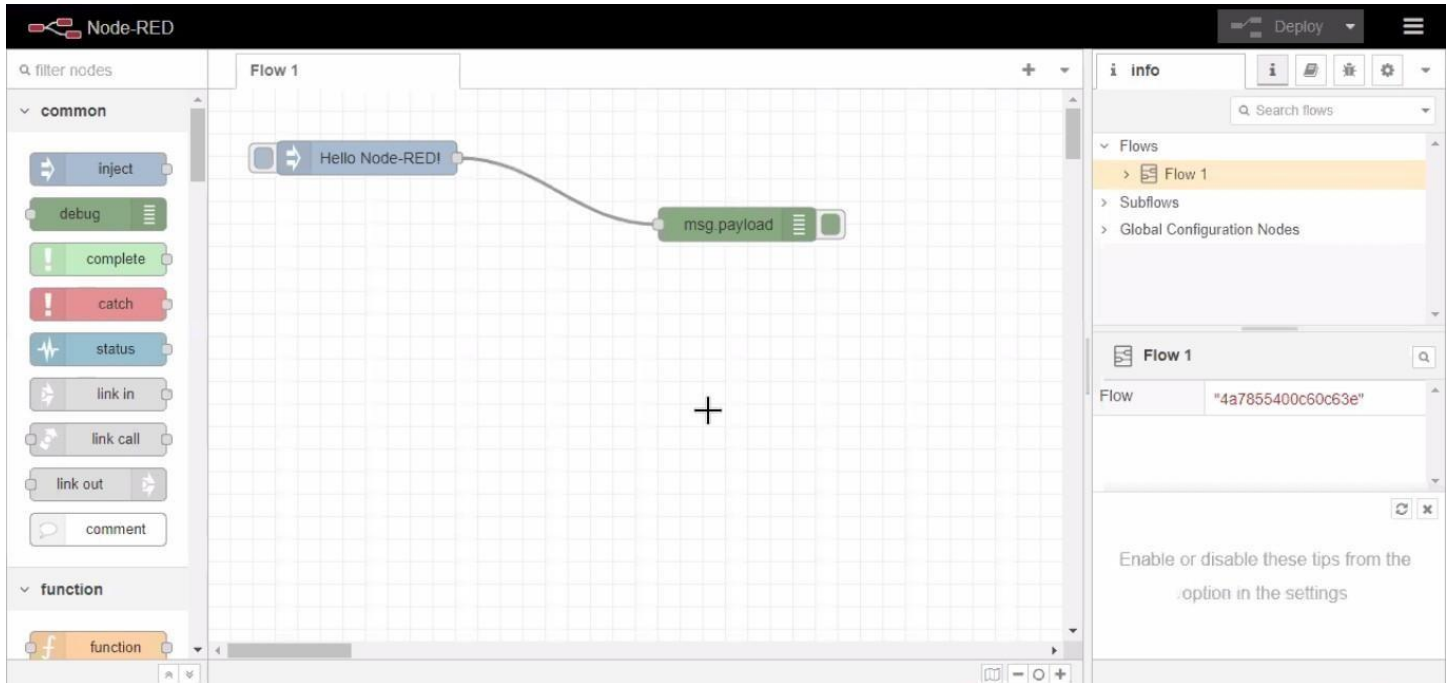 Node-RED
Deploy
filter nodes
Flow 1
info
i
common
Search flows
Flows
Flow 1
Subflows
Global Configuration Nodes
inject
debug
complete
catch
status
link in
link call
link out
comment
function
function
Hello Node-RED!
msg.payload
Flow 1
Flow
"4a7855400c60c63e"
Enable or disable these tips from the
.option in the settings